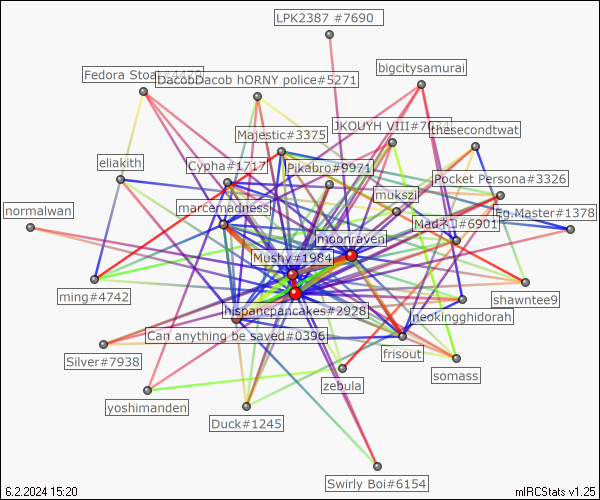 LPK2387 #7690
bigcitysamurai
Fedora Stoat#4479
DacobDacob hORNY police#5271
JKOUYH VIII#7
Majestic#3375
thesecondtwat
eliakith
Cypha#1717
Pikabro#9971
Pocket Persona#3326
mukszi
normalwan
marcemadness
Eg.Master#1378
Madネロ#6901
moonraven
Mushy#1984
ming#4742
shawntee9
hispancpancakes#2928
neokingghidorah
Can anything be saved#0396
Silver#7938
frisout
somass
zebula
yoshimanden
Duck#1245
Swirly Boi#6154
6.2.2024 15:20
mIRCStats v1.25